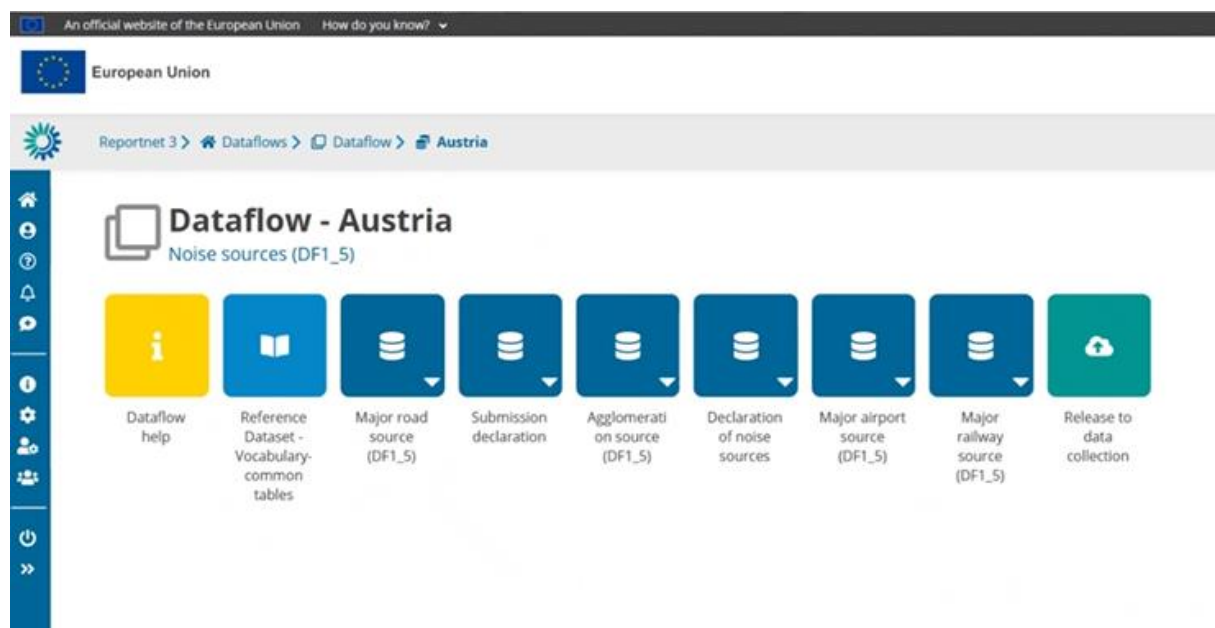 An official website of the European Union How do you know?
European Union
Reportnet 3 > Dataflows > Dataflow > Austria
Dataflow - Austria
Noise sources (DF1_5)
Dataflow
help
Reference
Dataset -
Vocabulary-
common
tables
Major road
source
(DF1_5)
Submission
declaration
Agglomerati
on source
(DF1_5)
Declaration
of noise
sources
Major airport
source
(DF1_5)
Major
railway
source
(DF1_5)
Release to
data
collection